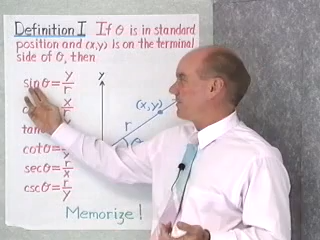 Definition I If θ is in standard
position and (x,y) is on the terminal
side of θ, then
sinθ = y/r
x/r
tan
cotθ =
secθ = r/x
cscθ = r/y
y
(x,y)
r
θ
Memorize!